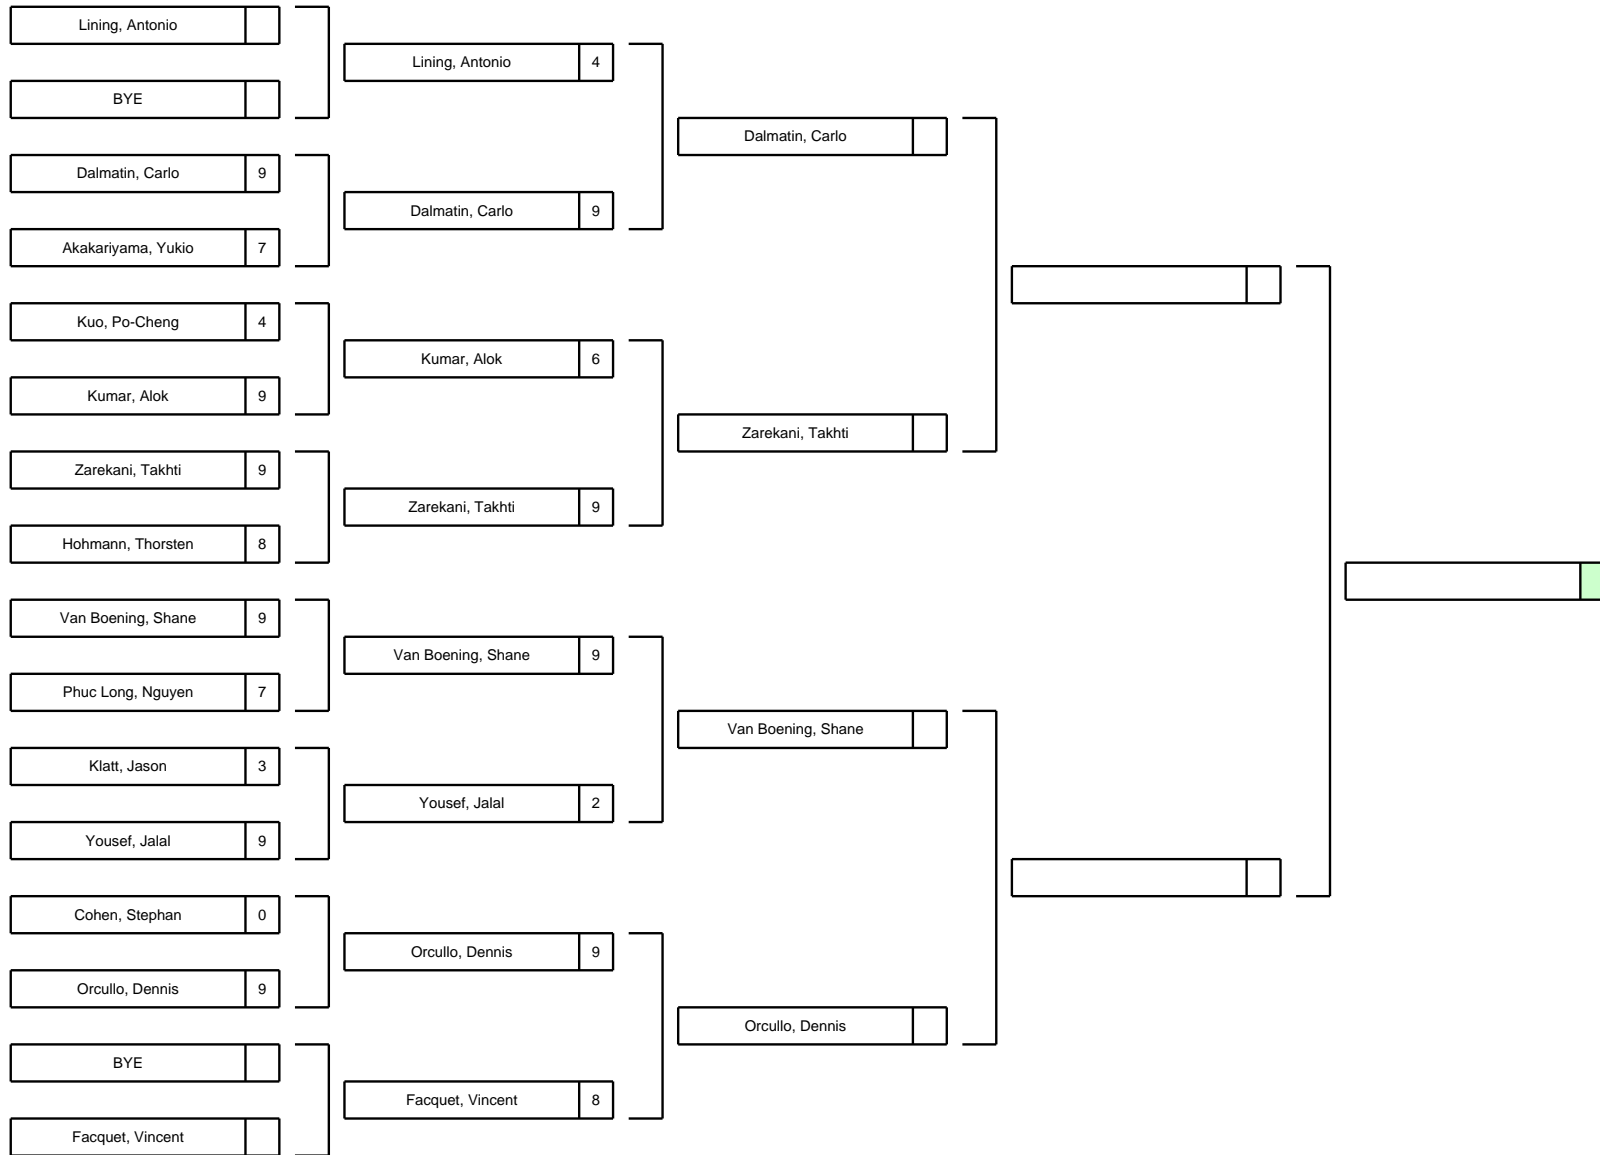 Lining, Antonio
BYE
Dalmatin, Carlo 9
Akakariyama, Yukio 7
Kuo, Po-Cheng 4
Kumar, Alok 9
Zarekani, Takhti 9
Hohmann, Thorsten 8
Van Boening, Shane 9
Phuc Long, Nguyen 7
Klatt, Jason 3
Yousef, Jalal 9
Cohen, Stephan 0
Orcullo, Dennis 9
BYE
Facquet, Vincent
Lining, Antonio 4
Dalmatin, Carlo 9
Kumar, Alok 6
Zarekani, Takhti 9
Van Boening, Shane 9
Yousef, Jalal 2
Orcullo, Dennis 9
Facquet, Vincent 8
Dalmatin, Carlo
Zarekani, Takhti
Van Boening, Shane
Orcullo, Dennis